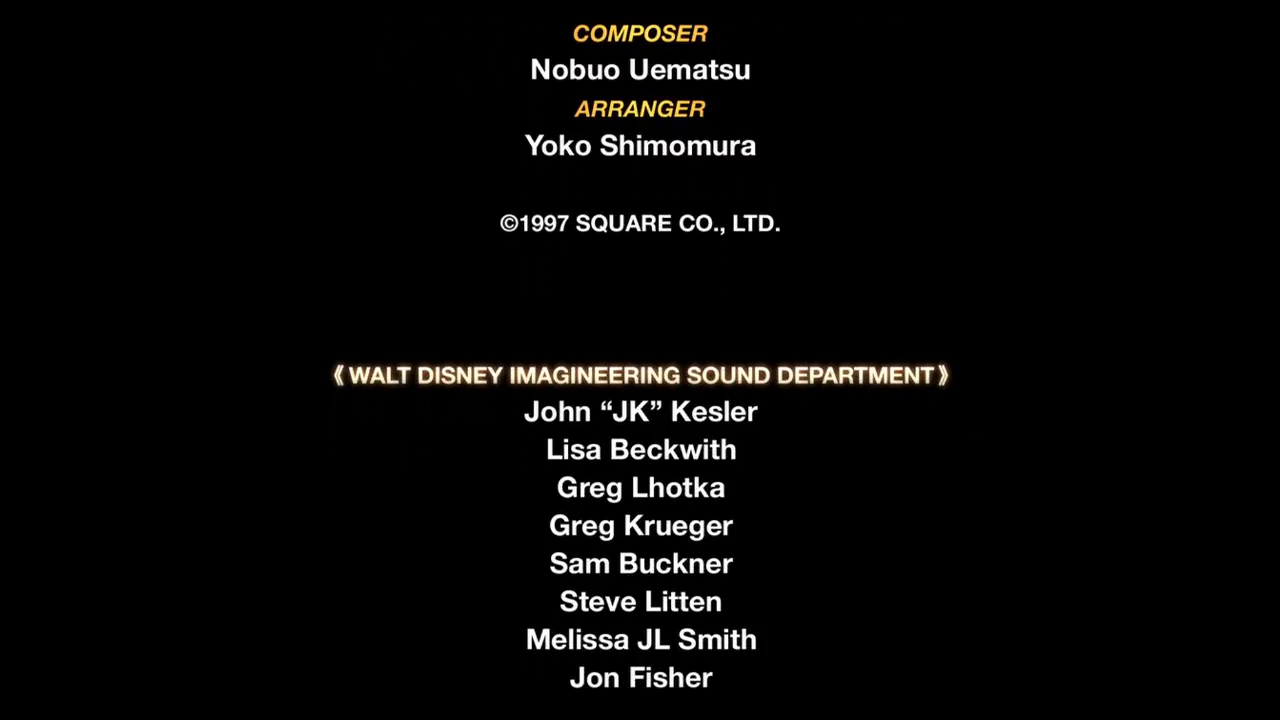 COMPOSER
Nobuo Uematsu
ARRANGER
Yoko Shimomura
©1997 SQUARE CO., LTD.
《WALT DISNEY IMAGINEERING SOUND DEPARTMENT》
John “JK” Kesler
Lisa Beckwith
Greg Lhotka
Greg Krueger
Sam Buckner
Steve Litten
Melissa JL Smith
Jon Fisher